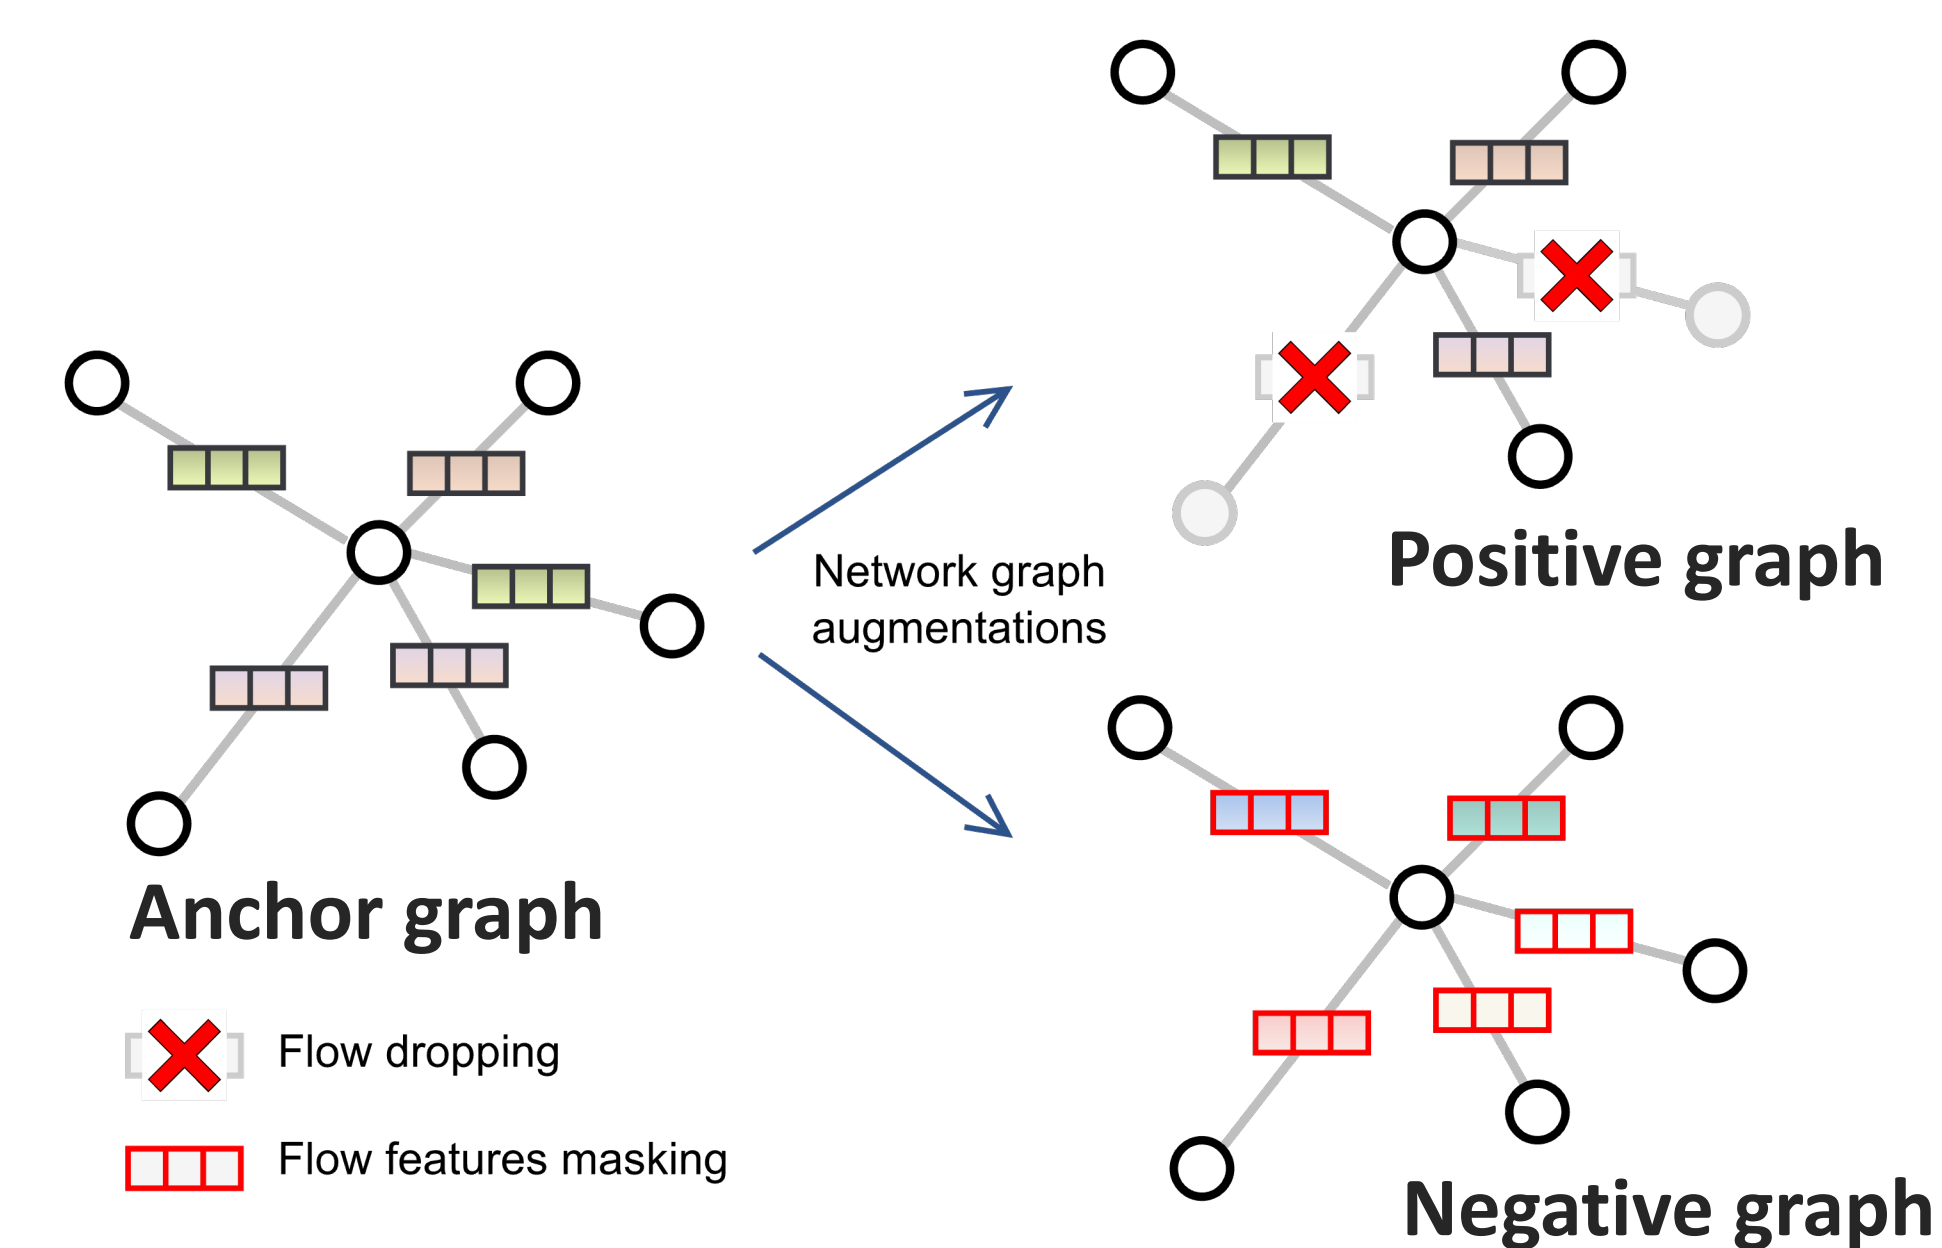 Positive graph
Network graph
augmentations
Anchor graph
Flow dropping
Flow features masking
Negative graph